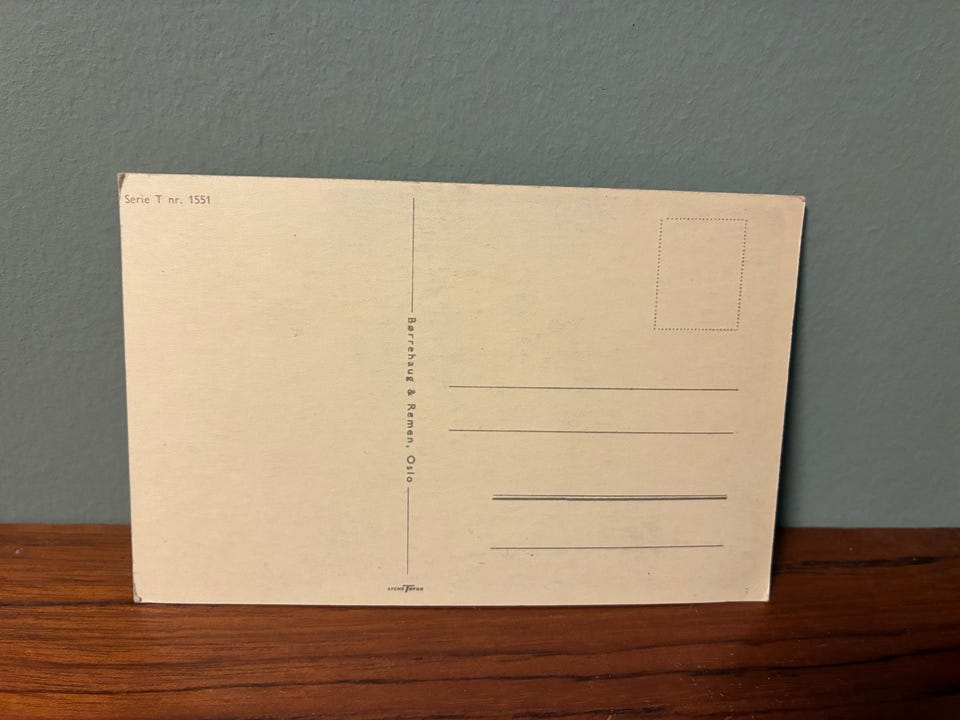 Serie T nr. 1551
Børrehaug & Remen, Oslo